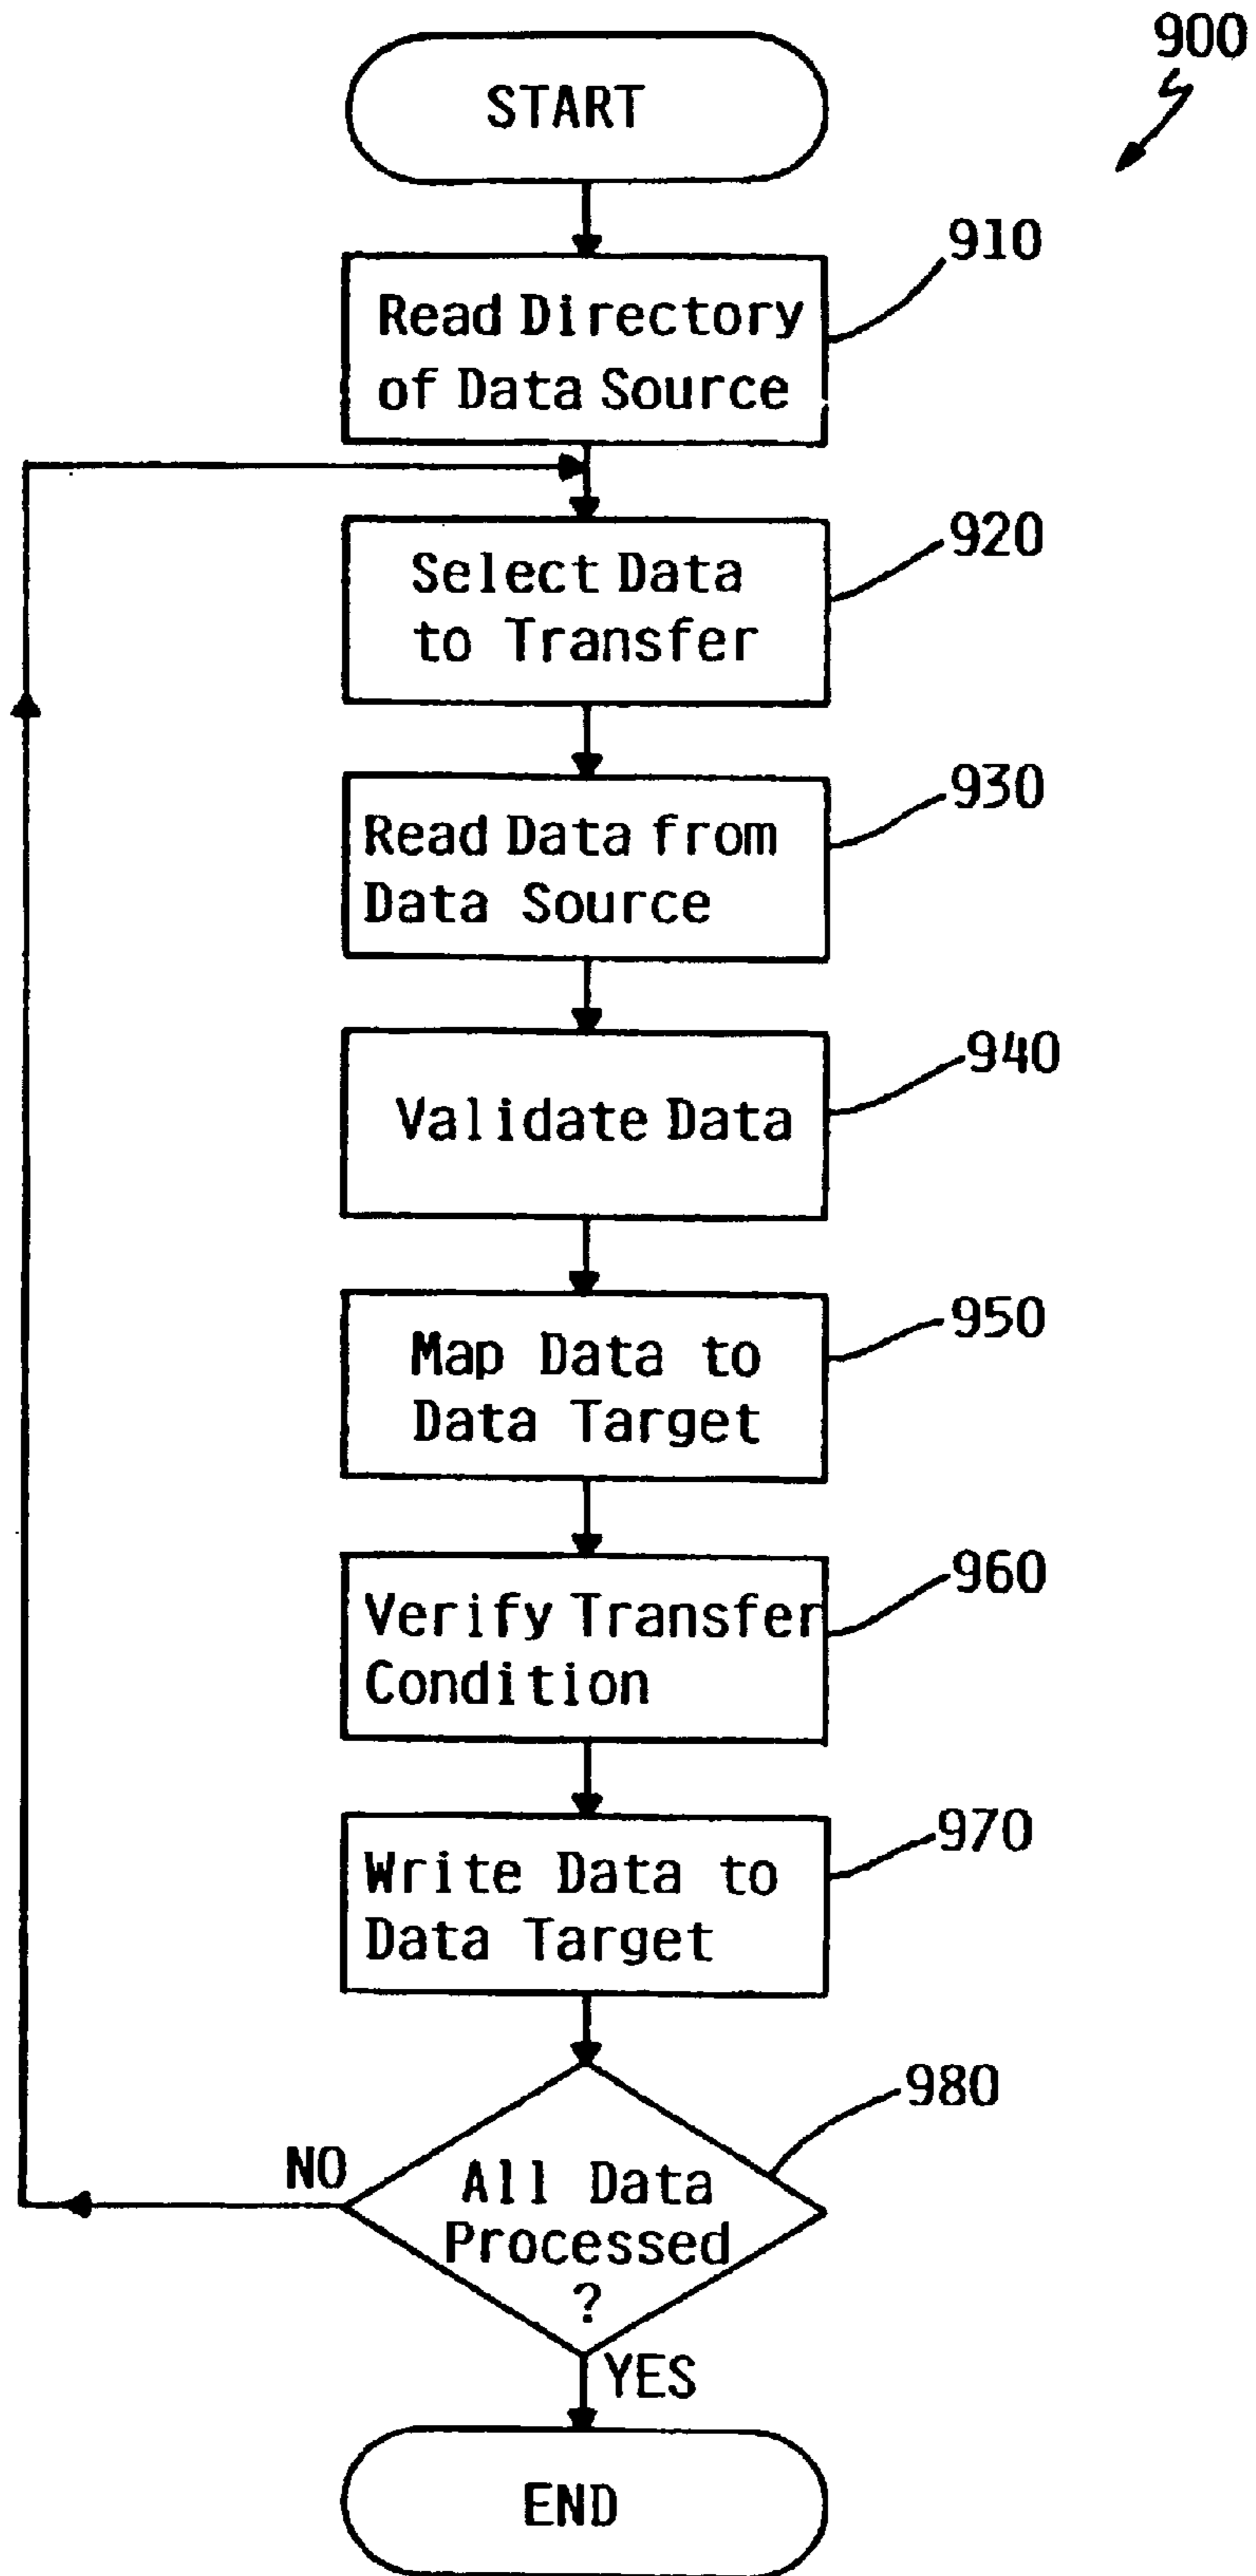 900
START
910
Read Directory
of Data Source
920
Select Data
to Transfer
930
Read Data from
Data Source
940
Validate Data
950
Map Data to
Data Target
960
Verify Transfer
Condition
970
Write Data to
Data Target
980
NO
All Data
Processed
?
YES
END